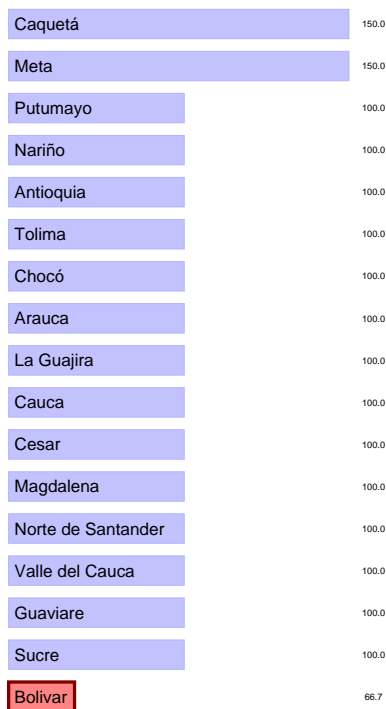 Caquetá 150.0
Meta 150.0
Putumayo 100.0
Nariño 100.0
Antioquia 100.0
Tolima 100.0
Chocó 100.0
Arauca 100.0
La Guajira 100.0
Cauca 100.0
Cesar 100.0
Magdalena 100.0
Norte de Santander 100.0
Valle del Cauca 100.0
Guaviare 100.0
Sucre 100.0
Bolivar 66.7